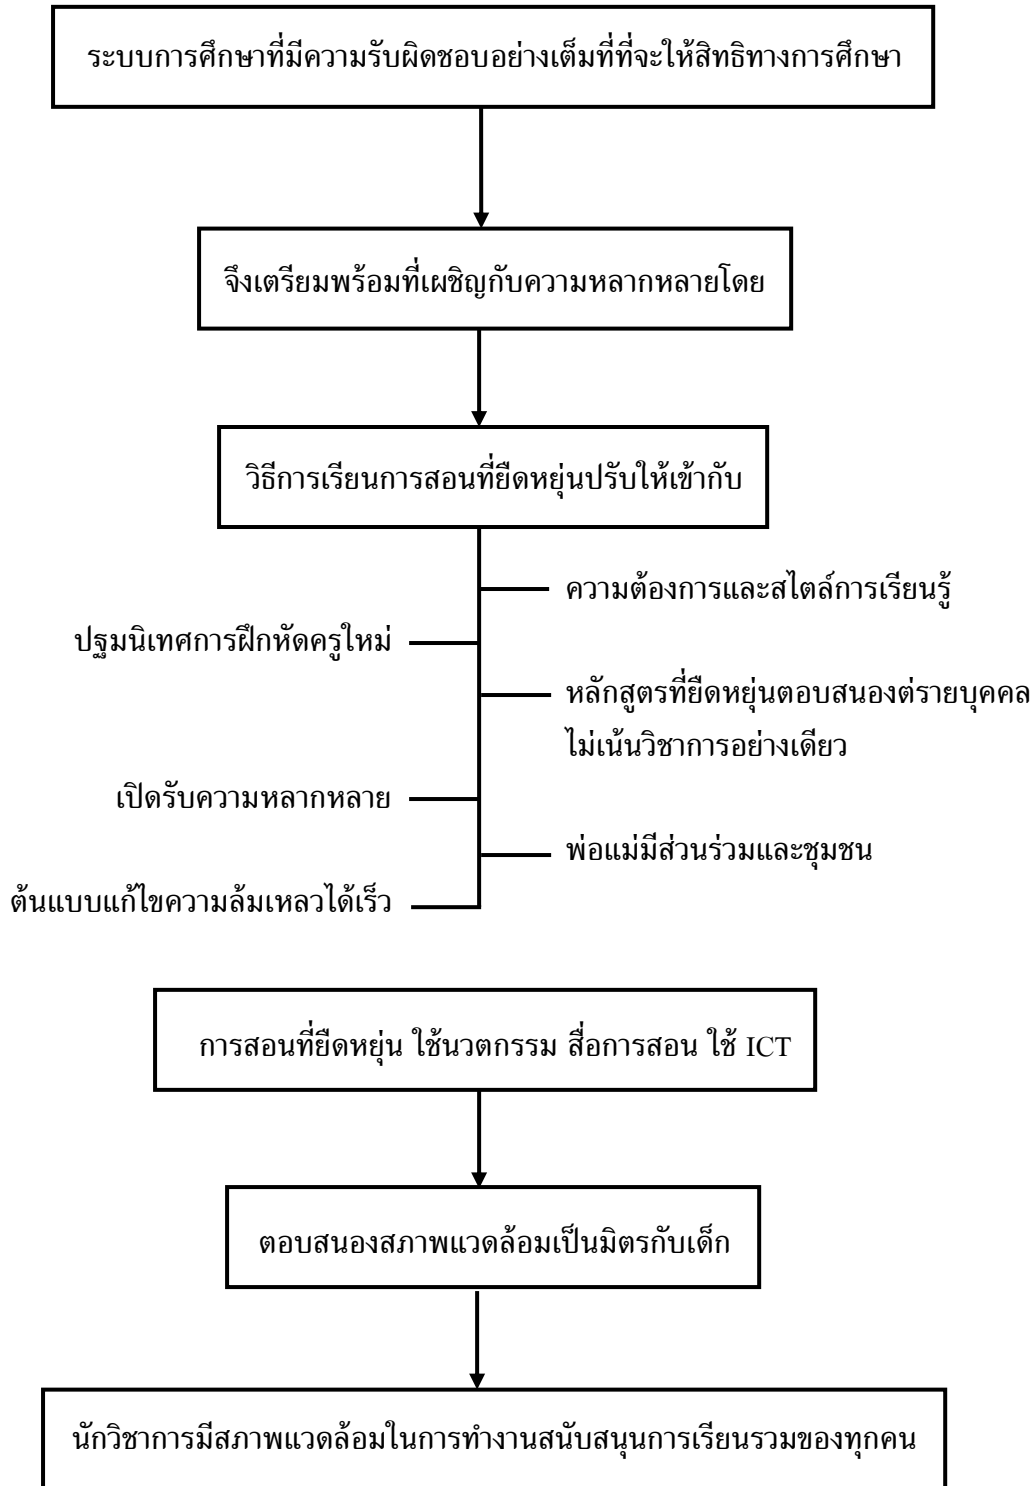 ระบบการศึกษาที่มีความรับผิดชอบอย่างเต็มที่ที่จะให้สิทธิทางการศึกษา
จึงเตรียมพร้อมที่เผชิญกับความหลากหลายโดย
วิธีการเรียนการสอนที่ยืดหยุ่นปรับให้เข้ากับ
ความต้องการและสไตล์การเรียนรู้
ปฐมนิเทศการฝึกหัดครูใหม่
หลักสูตรที่ยืดหยุ่นตอบสนองต่รายบุคคล
ไม่เน้นวิชาการอย่างเดียว
เปิดรับความหลากหลาย
พ่อแม่มีส่วนร่วมและชุมชน
ต้นแบบแก้ไขความล้มเหลวได้เร็ว
การสอนที่ยืดหยุ่น ใช้นวตกรรม สื่อการสอน ใช้ ICT
ตอบสนองสภาพแวดล้อมเป็นมิตรกับเด็ก
นักวิชาการมีสภาพแวดล้อมในการทำงานสนับสนุนการเรียนรวมของทุกคน